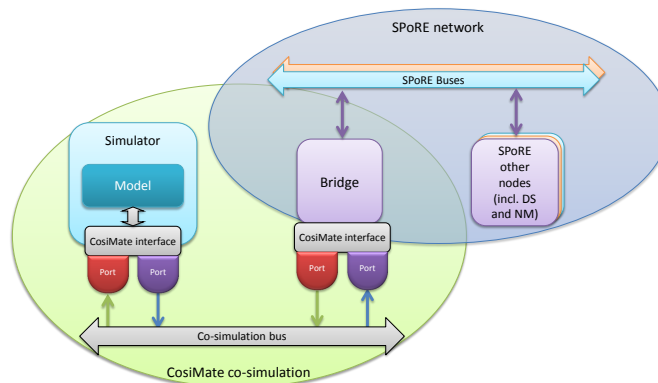 SPoRE network
SPoRE Buses
Simulator
Model
CosiMate interface
Port
Port
Bridge
CosiMate interface
Port
Port
SPoRE
other
nodes
(incl. DS
and NM)
Co-simulation bus
CosiMate co-simulation